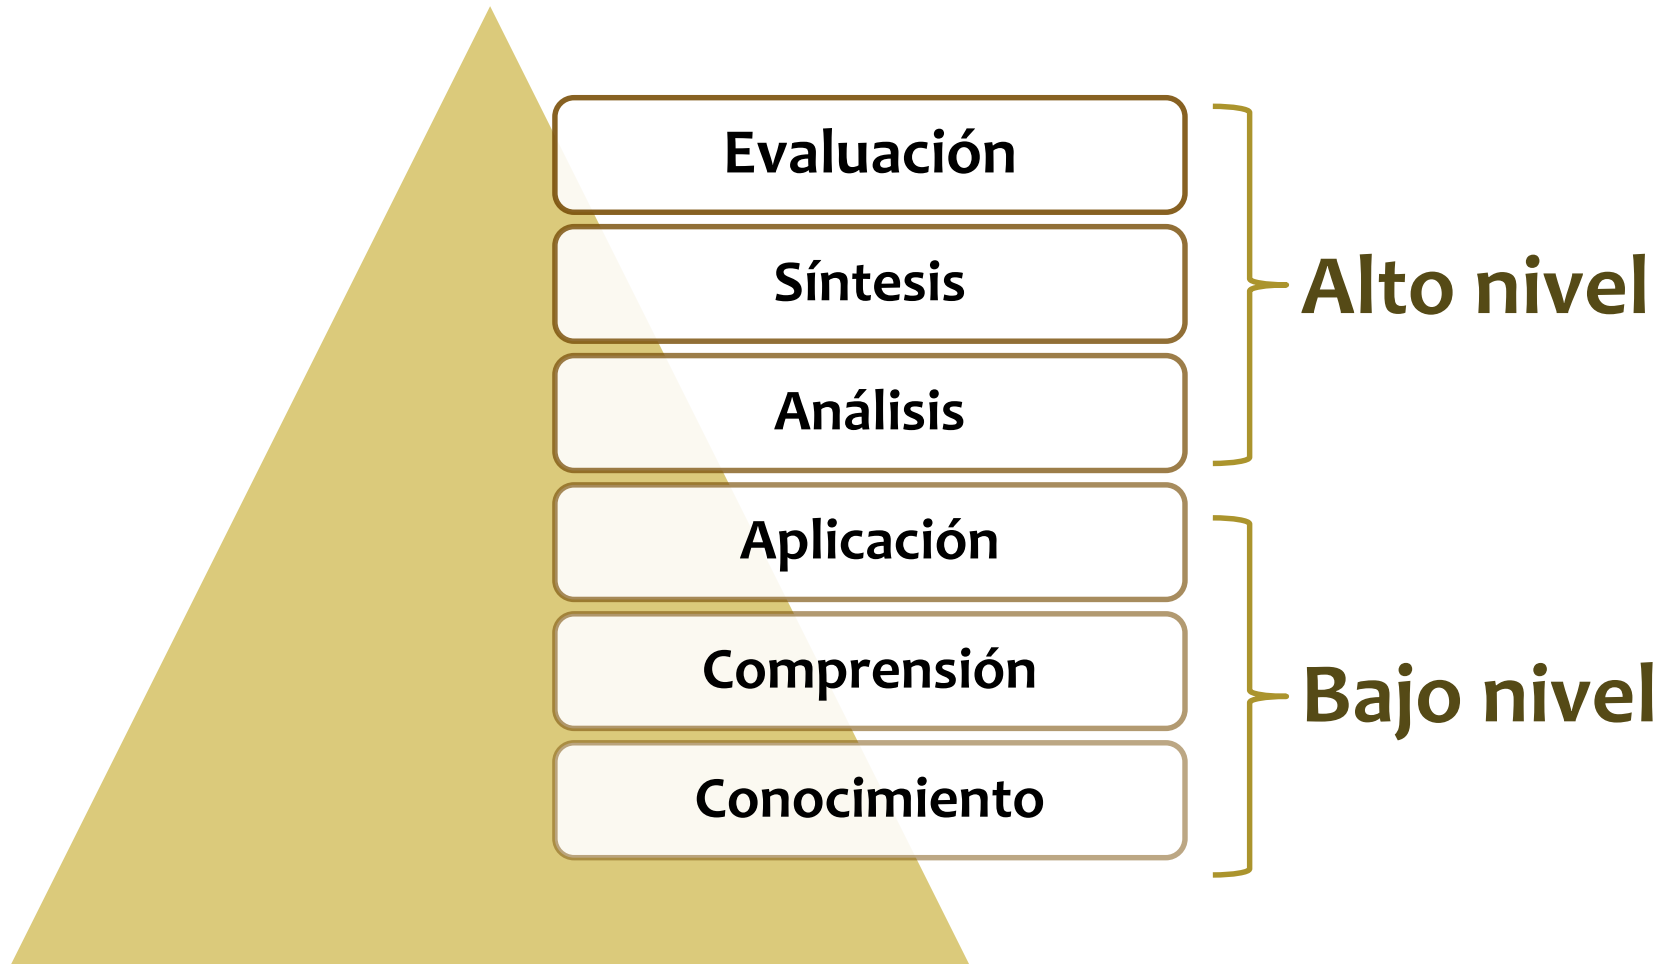 Evaluación
Síntesis
Análisis
Alto nivel
Aplicación
Comprensión
Conocimiento
Bajo nivel